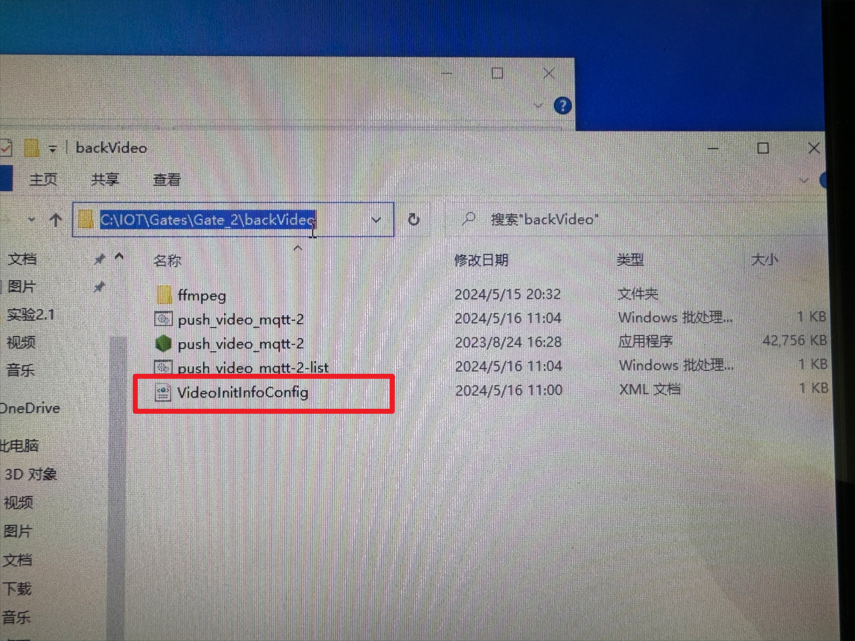 backVideo
主页 共享 查看
C:\IOT\Gates\Gate_2\backVideo 搜索"backVideo"
名称 修改日期 类型 大小
ffmpeg 2024/5/15 20:32 文件夹
push_video_mqtt-2 2024/5/16 11:04 Windows 批处理... 1 KB
push_video_mqtt-2 2023/8/24 16:28 应用程序 42,756 KB
push_video_mqtt-2-list 2024/5/16 11:04 Windows 批处理... 1 KB
VideoInitInfoConfig 2024/5/16 11:00 XML 文档 1 KB
文档
图片
实验2.1
视频
音乐
OneDrive
此电脑
3D 对象
视频
图片
文档
下载
音乐